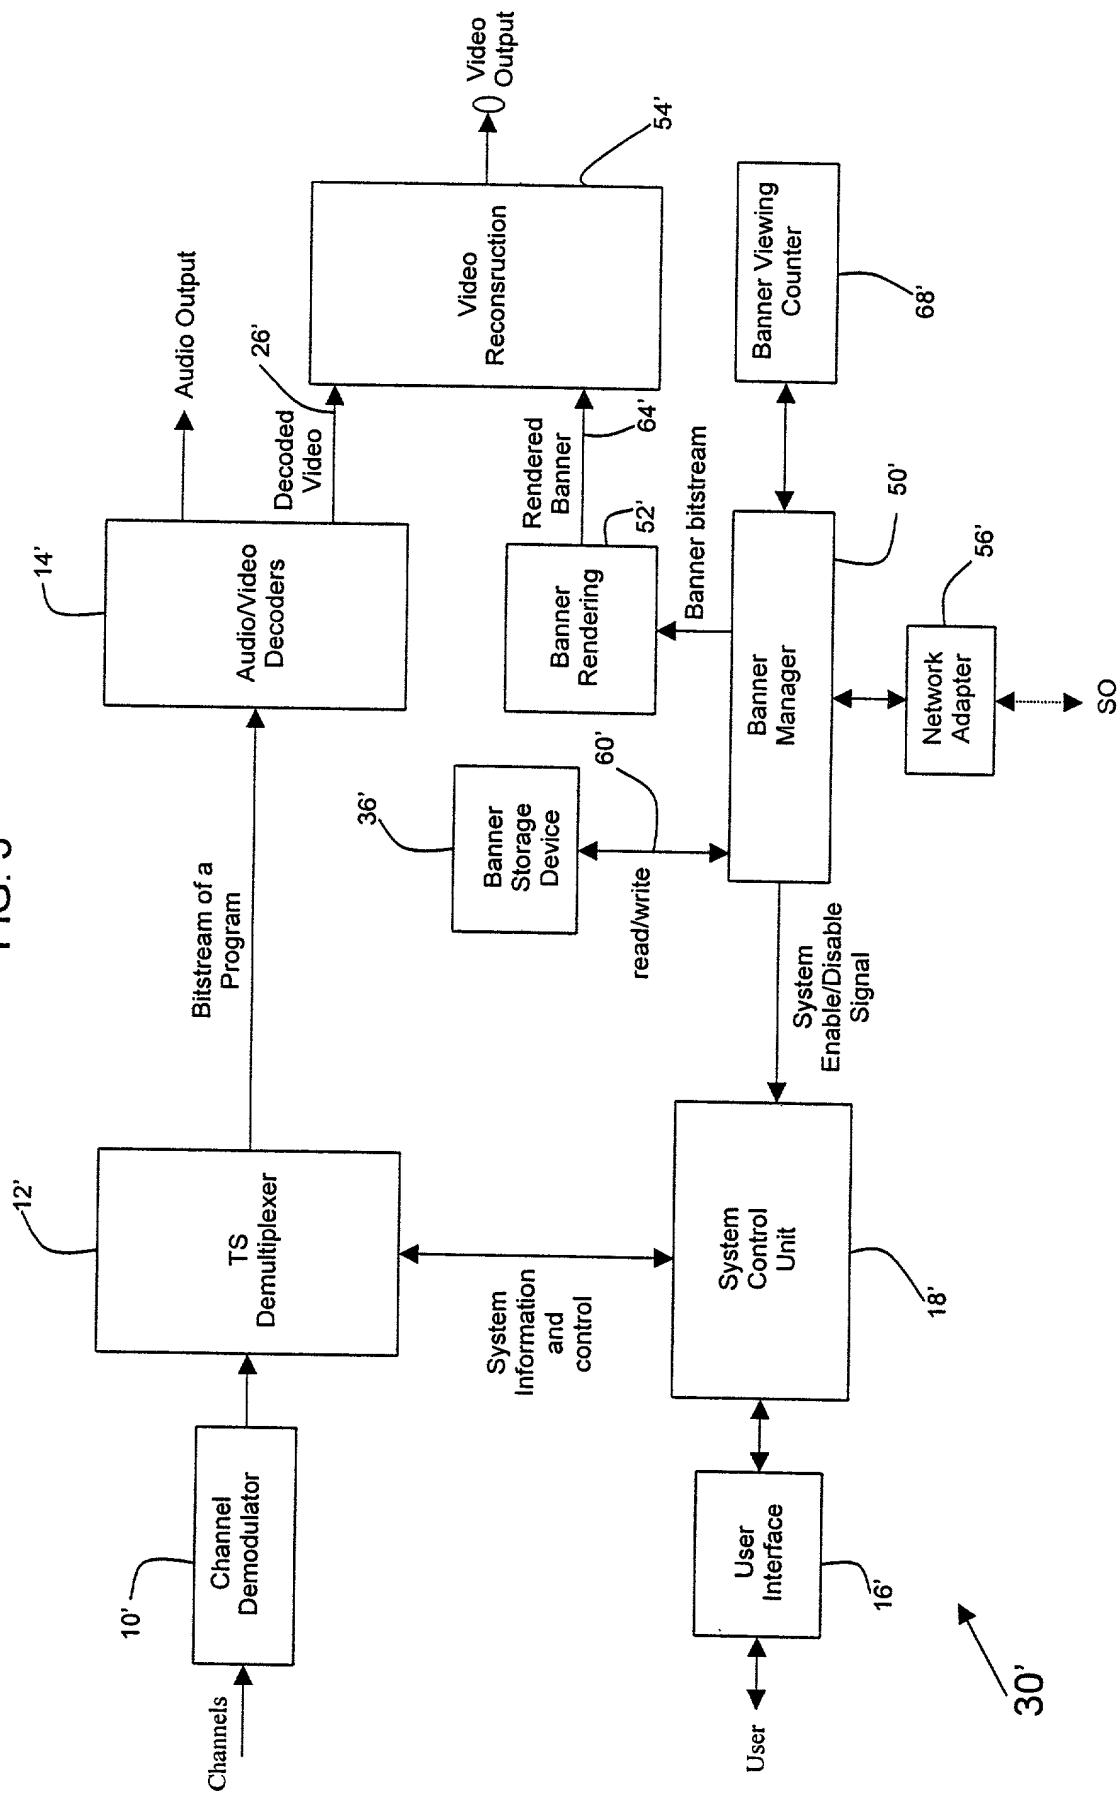 FIG.
12'
14'
10'
Channel
Demodulator
Channels
TS
Demultiplexer
Bitstream of a
Program
Audio/Video
Decoders
Audio Output
Decoded
Video
26'
36'
Banner
Storage
Device
Video
Reconsruction
Video
Output
System
Information
and
control
Rendered
Banner
64'
Banner
Rendering
52'
60'
read/write
54'
Banner bitstream
User
User
Interface
16'
System
Control
Unit
18'
System
Enable/Disable
Signal
Banner
Manager
50'
Banner Viewing
Counter
68'
Network
Adapter
56'
SO
30'